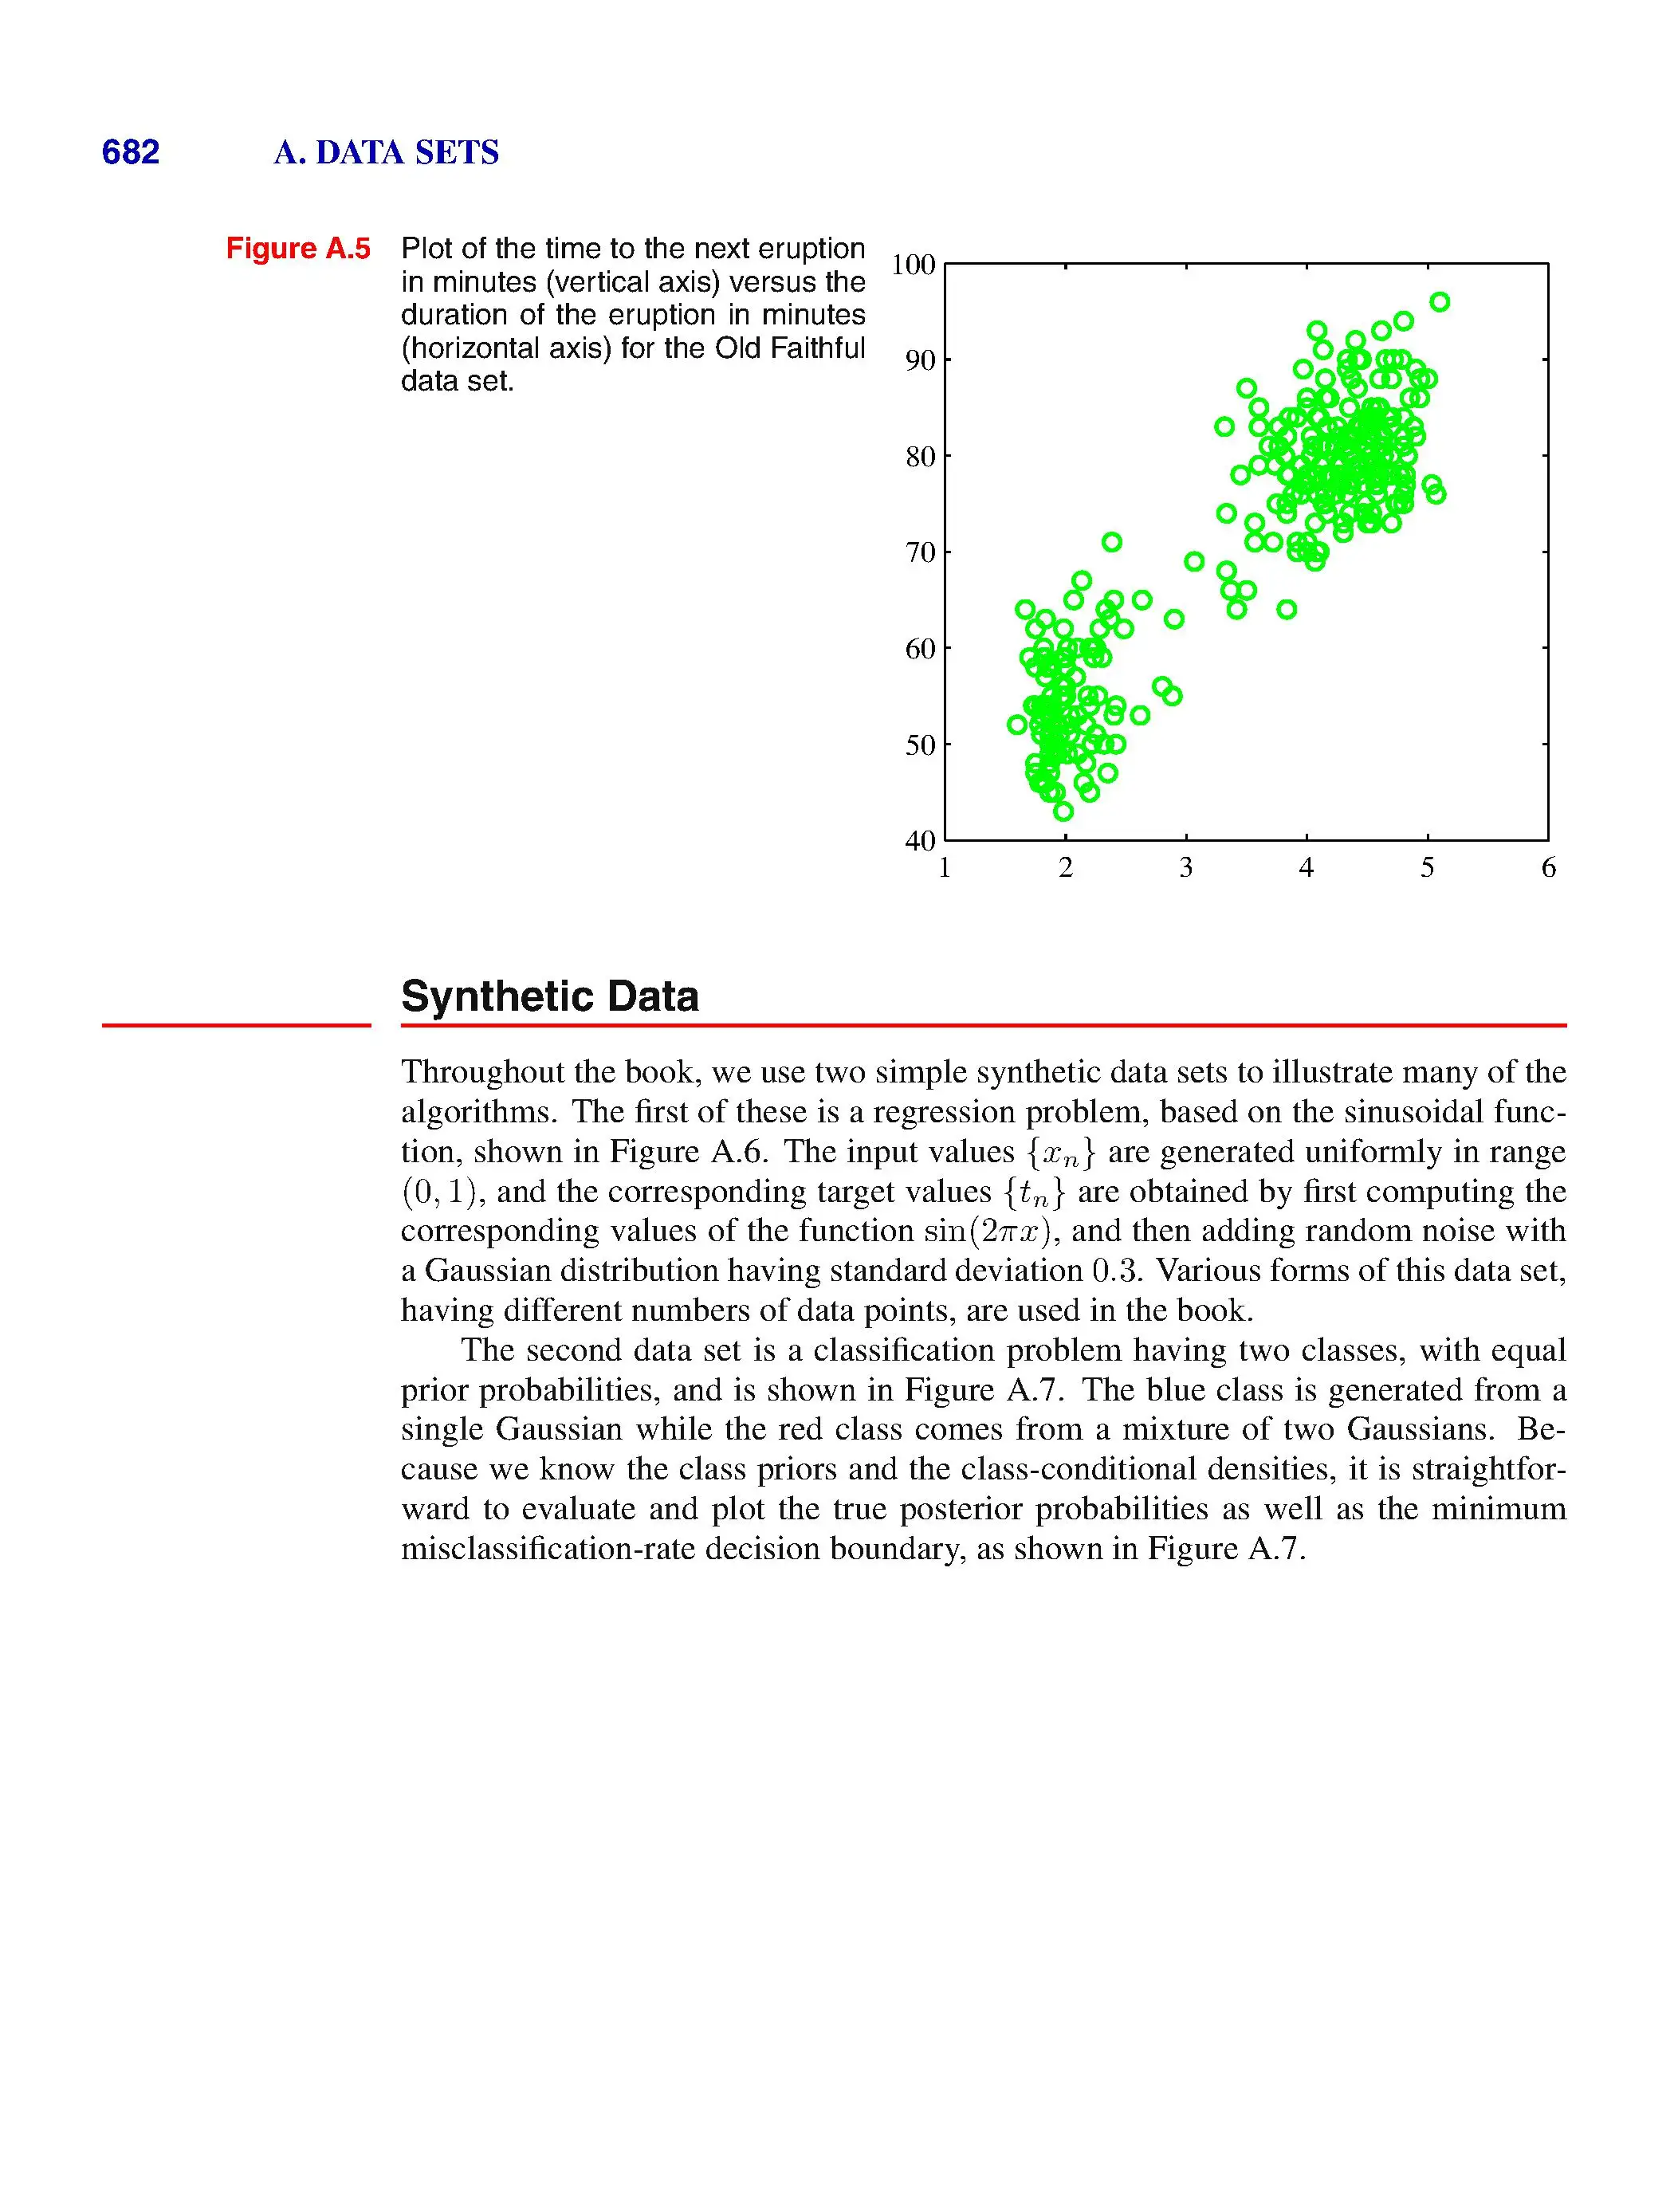 682 A. DATA SETS
Figure A.5 Plot of the time to the next eruption
in minutes (vertical axis) versus the
duration of the eruption in minutes
(horizontal axis) for the Old Faithful
data set.
100
90
80
70
60
50
40
1 2 3 4 5 6
Synthetic Data
Throughout the book, we use two simple synthetic data sets to illustrate many of the
algorithms. The first of these is a regression problem, based on the sinusoidal func-
tion, shown in Figure A.6. The input values {xₙ} are generated uniformly in range
(0, 1), and the corresponding target values {tₙ} are obtained by first computing the
corresponding values of the function sin(2πx), and then adding random noise with
a Gaussian distribution having standard deviation 0.3. Various forms of this data set,
having different numbers of data points, are used in the book.
The second data set is a classification problem having two classes, with equal
prior probabilities, and is shown in Figure A.7. The blue class is generated from a
single Gaussian while the red class comes from a mixture of two Gaussians. Be-
cause we know the class priors and the class-conditional densities, it is straightfor-
ward to evaluate and plot the true posterior probabilities as well as the minimum
misclassification-rate decision boundary, as shown in Figure A.7.